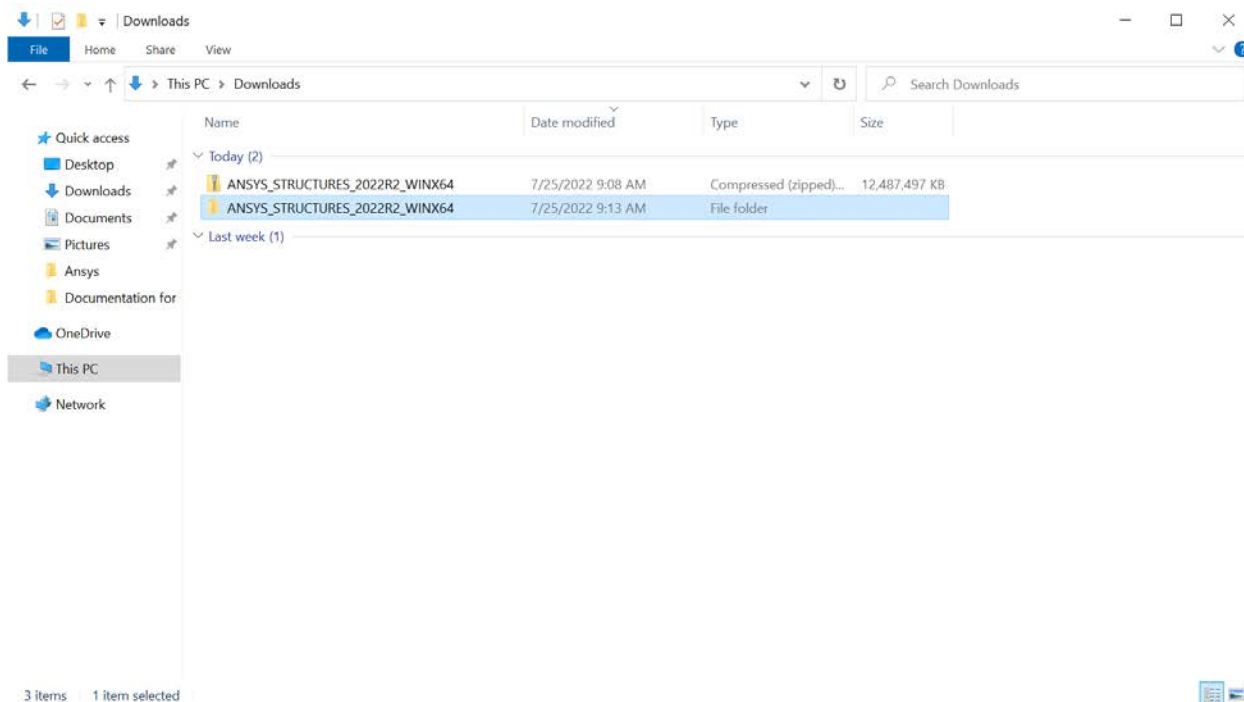 Downloads
File Home Share View
This PC > Downloads
Search Downloads
Name Date modified Type Size
Quick access
Desktop
Downloads
Documents
Pictures
Ansys
Documentation for
OneDrive
This PC
Network
Today (2)
ANSYS_STRUCTURES_2022R2_WINX64 7/25/2022 9:08 AM Compressed (zipped)... 12,487,497 KB
ANSYS_STRUCTURES_2022R2_WINX64 7/25/2022 9:13 AM File folder
Last week (1)
3 items 1 item selected